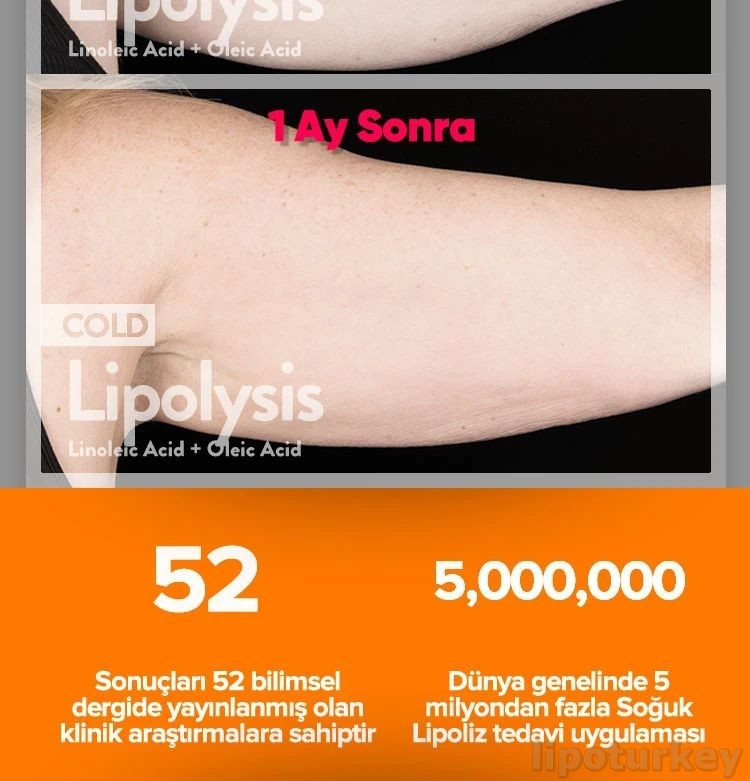 Lipolysis
Linoleic Acid + Oleic Acid
1 Ay Sonra
COLD
Lipolysis
Linoleic Acid + Oleic Acid
52
Sonuçları 52 bilimsel
dergide yayınlanmış olan
klinik araştırmalara sahiptir
5,000,000
Dünya genelinde 5
milyondan fazla Soğuk
Lipoliz tedavi uygulaması
lipoturkey